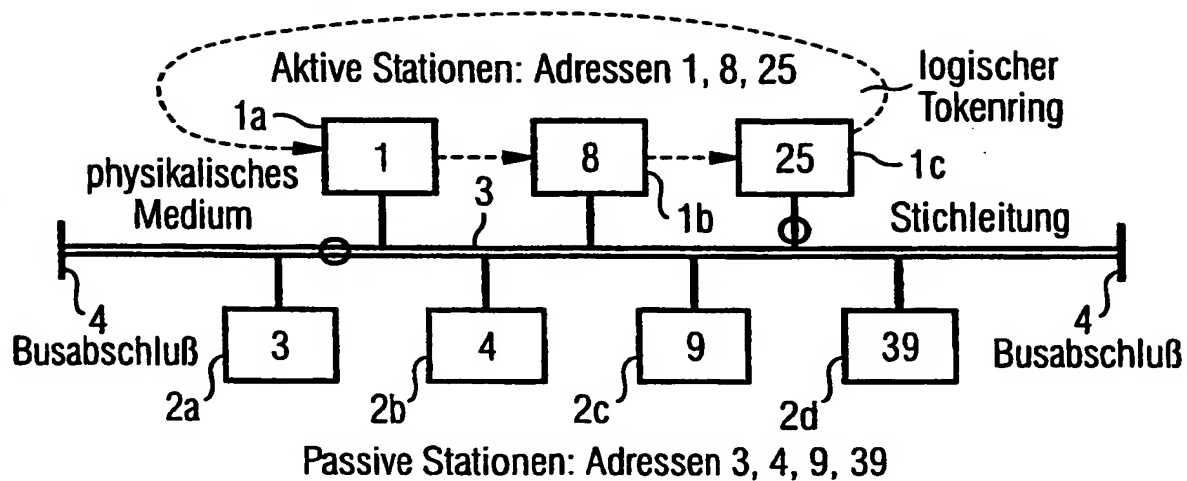 Aktive Stationen: Adressen 1, 8, 25
logischer
Tokenring
1a
1
8
25
1c
physikalisches
Medium
3
1b
Stichleitung
4
Busabschluß
3
4
9
39
4
Busabschluß
2a
2b
2c
2d
Passive Stationen: Adressen 3, 4, 9, 39